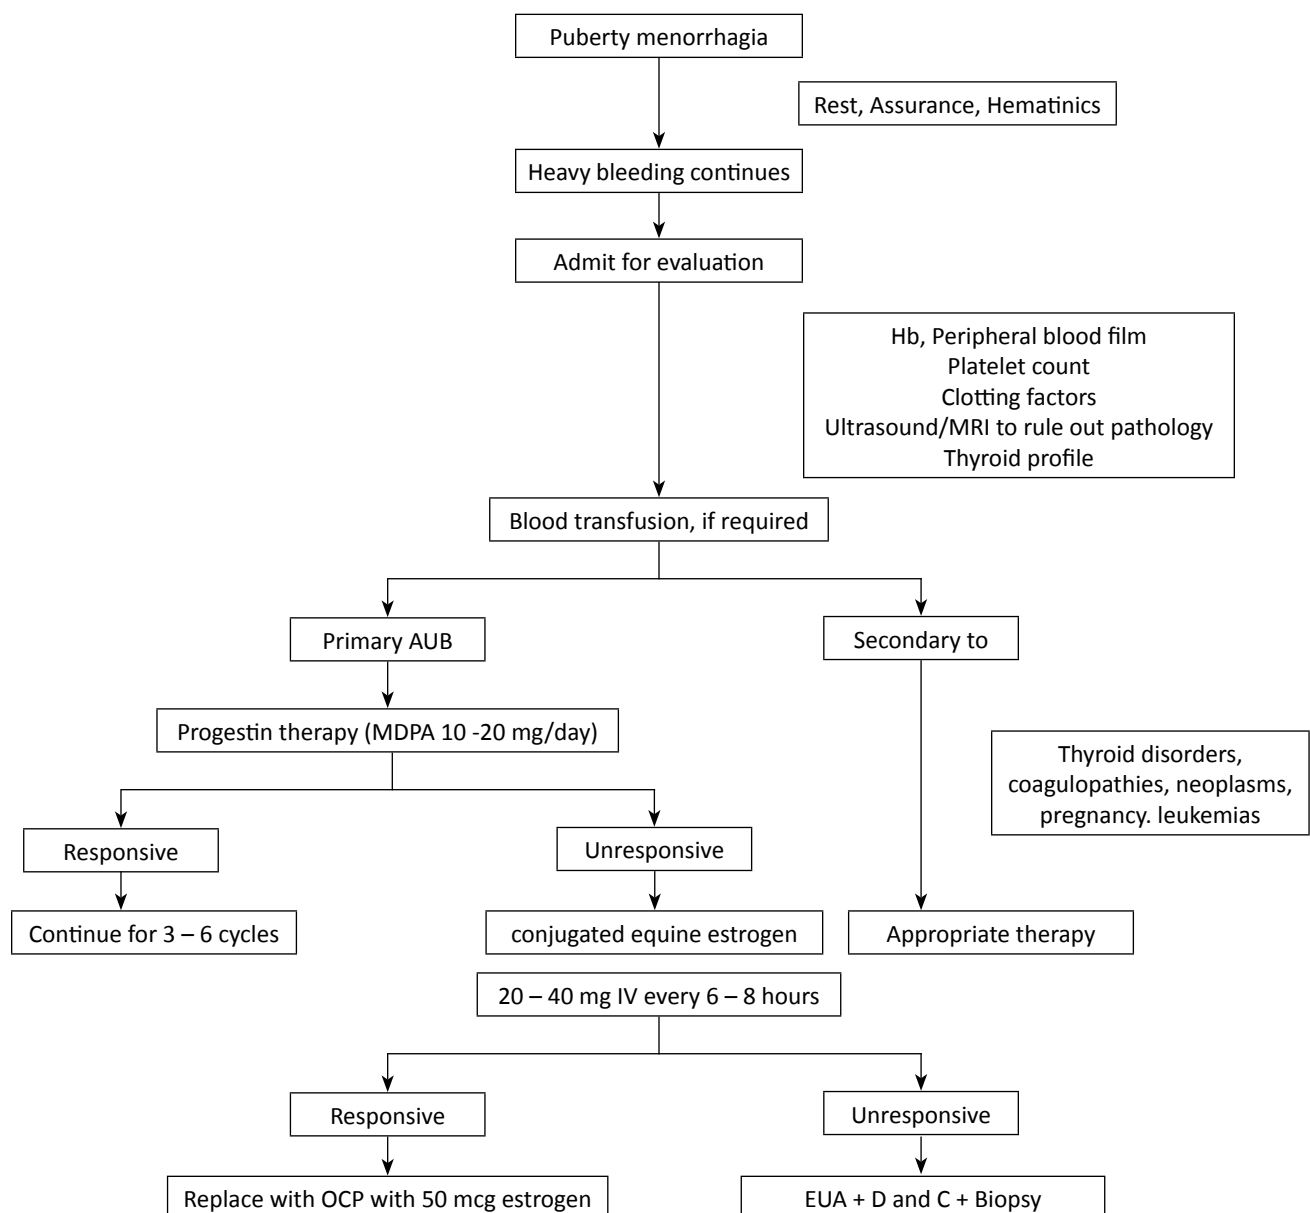 Puberty menorrhagia
Rest, Assurance, Hematinics
Heavy bleeding continues
Admit for evaluation
Hb, Peripheral blood film
Platelet count
Clotting factors
Ultrasound/MRI to rule out pathology
Thyroid profile
Blood transfusion, if required
Primary AUB
Secondary to
Progestin therapy (MDPA 10 -20 mg/day)
Thyroid disorders,
coagulopathies, neoplasms,
pregnancy. leukemias
Responsive
Unresponsive
Continue for 3 – 6 cycles
conjugated equine estrogen
Appropriate therapy
20 – 40 mg IV every 6 – 8 hours
Responsive
Unresponsive
Replace with OCP with 50 mcg estrogen
EUA + D and C + Biopsy